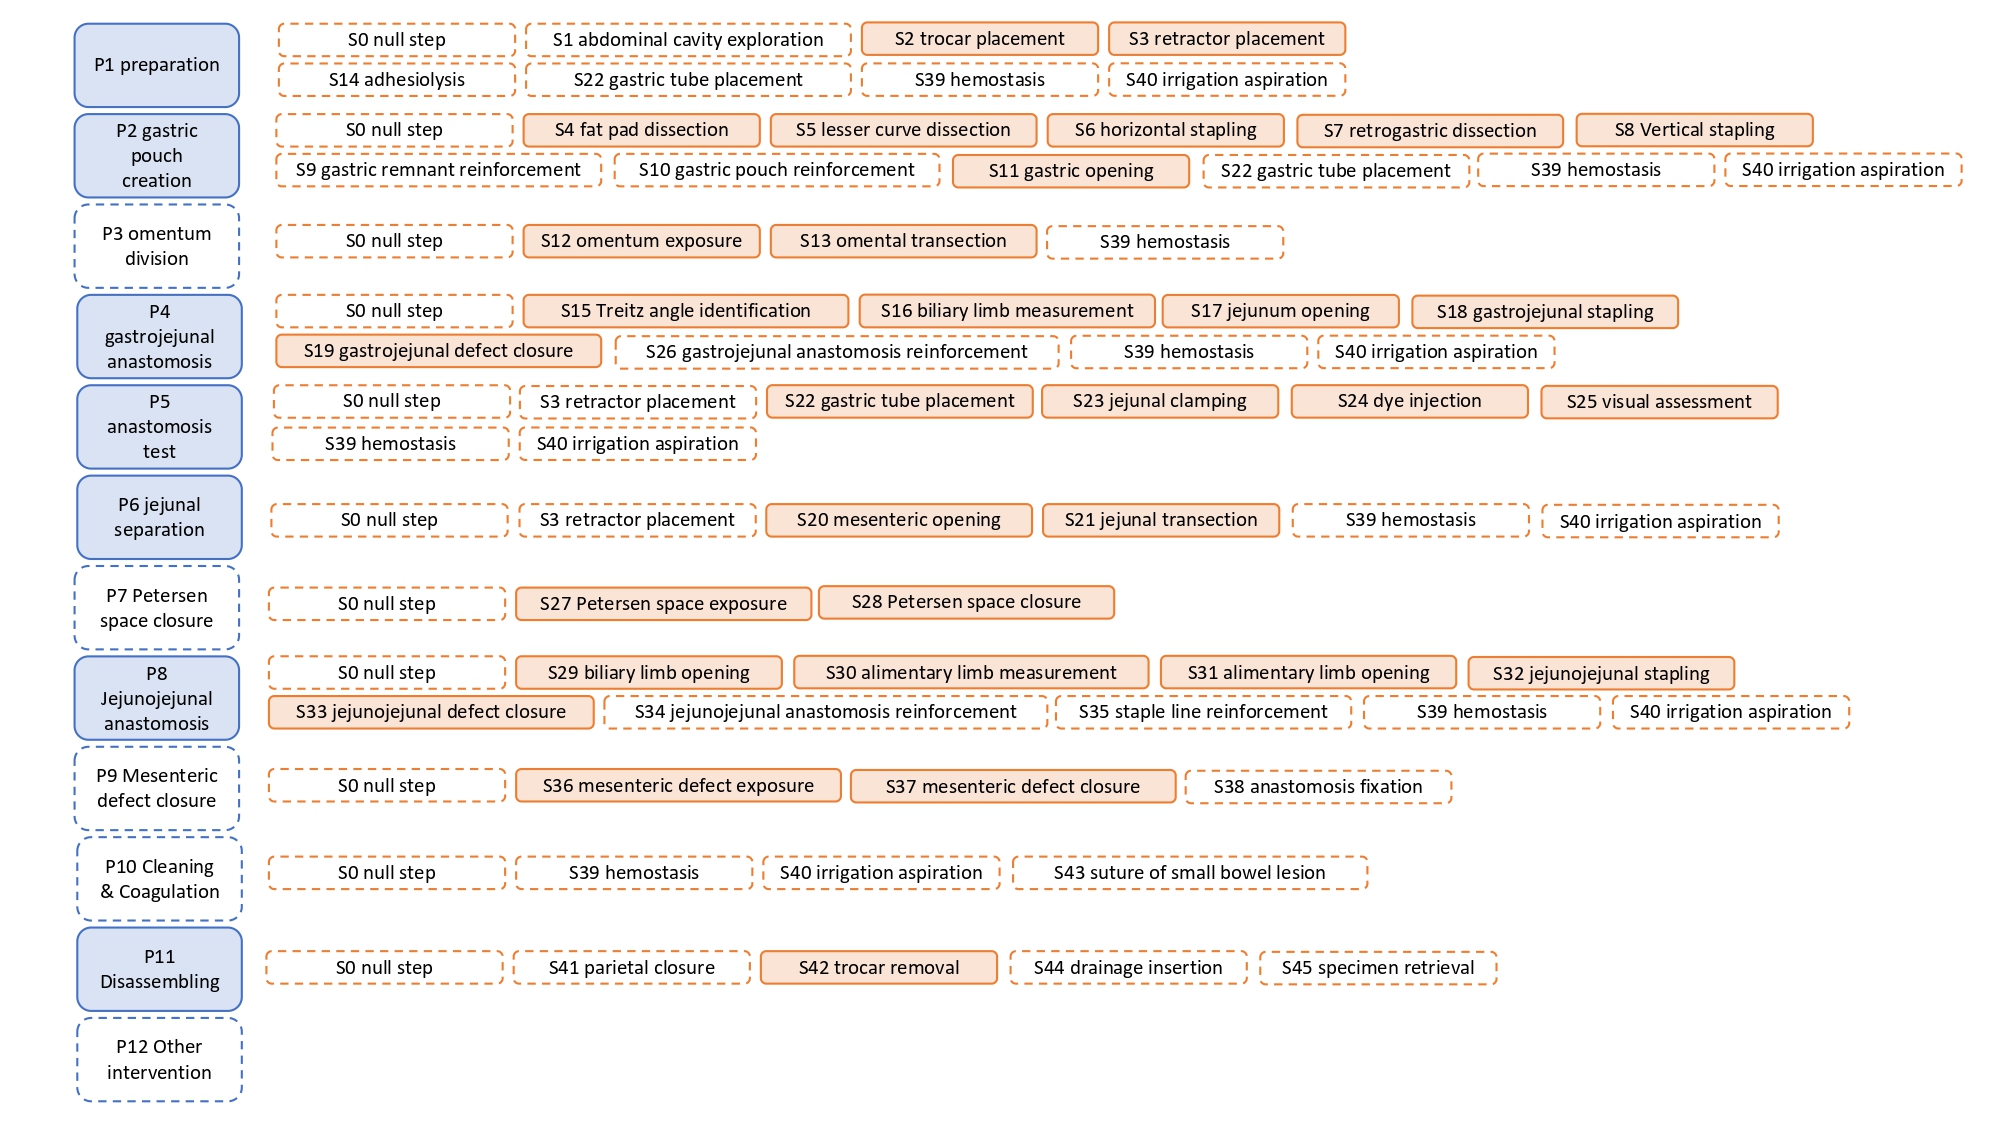 P1 preparation
S0 null step
S1 abdominal cavity exploration
S2 trocar placement
S3 retractor placement
S14 adhesiolysis
S22 gastric tube placement
S39 hemostasis
S40 irrigation aspiration
P2 gastric
pouch
creation
S0 null step
S4 fat pad dissection
S5 lesser curve dissection
S6 horizontal stapling
S7 retrogastric dissection
S8 Vertical stapling
S9 gastric remnant reinforcement
S10 gastric pouch reinforcement
S11 gastric opening
S22 gastric tube placement
S39 hemostasis
S40 irrigation aspiration
P3 omentum
division
S0 null step
S12 omentum exposure
S13 omental transection
S39 hemostasis
P4
gastrojejunal
anastomosis
S0 null step
S15 Treitz angle identification
S16 biliary limb measurement
S17 jejunum opening
S18 gastrojejunal stapling
S19 gastrojejunal defect closure
S26 gastrojejunal anastomosis reinforcement
S39 hemostasis
S40 irrigation aspiration
P5
anastomosis
test
S0 null step
S3 retractor placement
S22 gastric tube placement
S23 jejunal clamping
S24 dye injection
S25 visual assessment
S39 hemostasis
S40 irrigation aspiration
P6 jejunal
separation
S0 null step
S3 retractor placement
S20 mesenteric opening
S21 jejunal transection
S39 hemostasis
S40 irrigation aspiration
P7 Petersen
space closure
S0 null step
S27 Petersen space exposure
S28 Petersen space closure
P8
Jejunojejunal
anastomosis
S0 null step
S29 biliary limb opening
S30 alimentary limb measurement
S31 alimentary limb opening
S32 jejunojejunal stapling
S33 jejunojejunal defect closure
S34 jejunojejunal anastomosis reinforcement
S35 staple line reinforcement
S39 hemostasis
S40 irrigation aspiration
P9 Mesenteric
defect closure
S0 null step
S36 mesenteric defect exposure
S37 mesenteric defect closure
S38 anastomosis fixation
P10 Cleaning
& Coagulation
S0 null step
S39 hemostasis
S40 irrigation aspiration
S43 suture of small bowel lesion
P11
Disassembling
S0 null step
S41 parietal closure
S42 trocar removal
S44 drainage insertion
S45 specimen retrieval
P12 Other
intervention